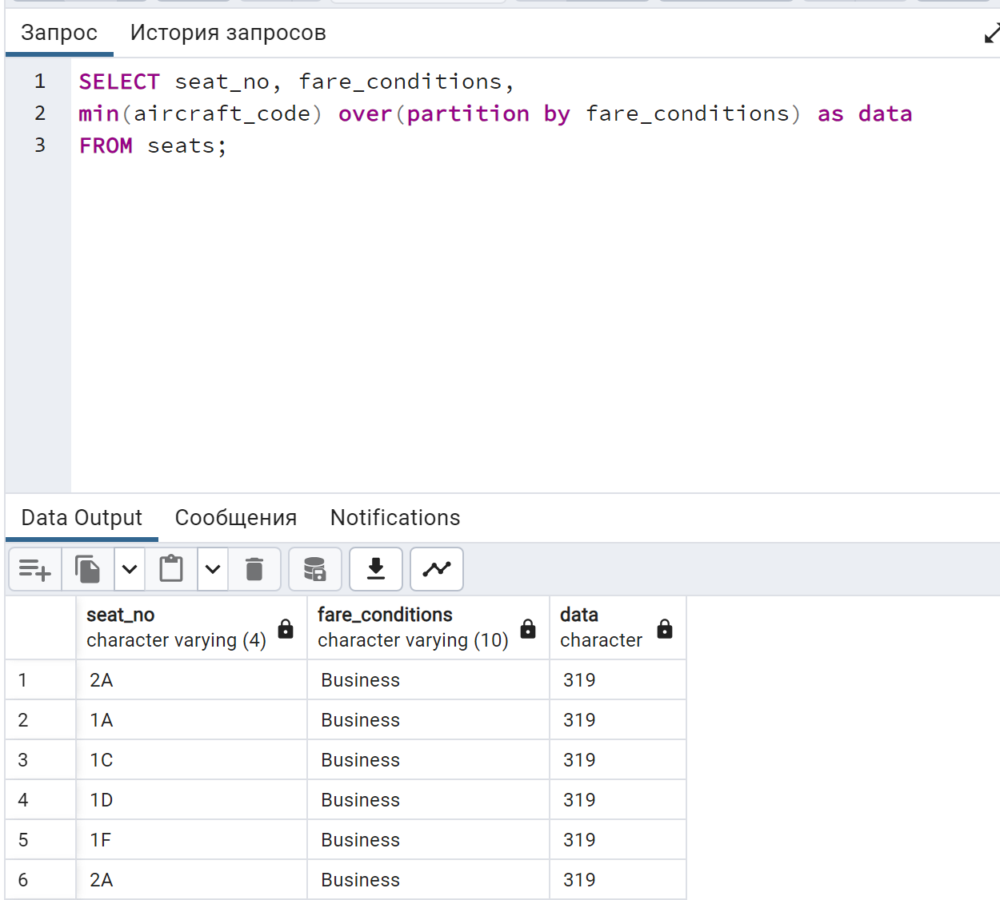 Запрос История запросов
1 SELECT seat_no, fare_conditions,
2 min(aircraft_code) over(partition by fare_conditions) as data
3 FROM seats;
Data Output Сообщения Notifications
seat_no fare_conditions data
character varying (4) character varying (10) character
1 2A Business 319
2 1A Business 319
3 1C Business 319
4 1D Business 319
5 1F Business 319
6 2A Business 319